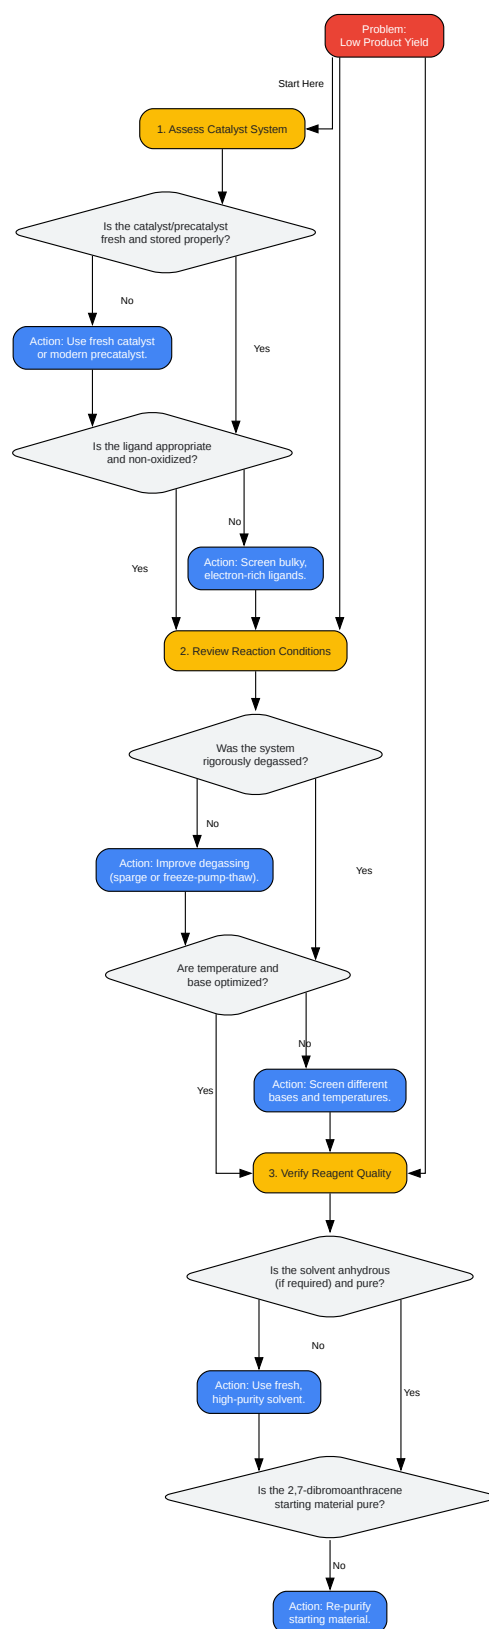 Problem:
Low Product Yield
Start Here
1. Assess Catalyst System
Is the catalyst/precatalyst
fresh and stored properly?
No
Yes
Action: Use fresh catalyst
or modern precatalyst.
Is the ligand appropriate
and non-oxidized?
No
Yes
Action: Screen bulky,
electron-rich ligands.
2. Review Reaction Conditions
Was the system
rigorously degassed?
No
Yes
Action: Improve degassing
(sparge or freeze-pump-thaw).
Are temperature and
base optimized?
No
Yes
Action: Screen different
bases and temperatures.
3. Verify Reagent Quality
Is the solvent anhydrous
(if required) and pure?
No
Yes
Action: Use fresh,
high-purity solvent.
Is the 2,7-dibromoanthracene
starting material pure?
No
Action: Re-purify
starting material.